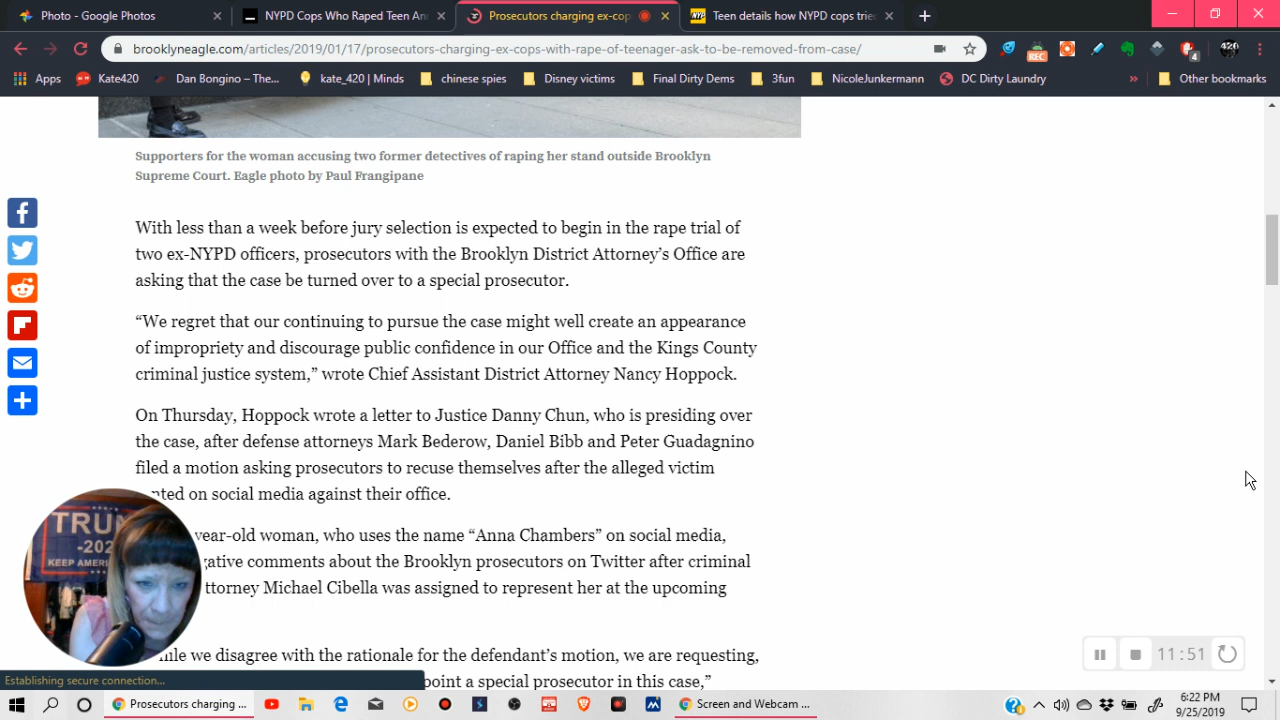 Photo - Google Photos
NYPD Cops Who Raped Teen An
Prosecutors charging ex-cop
Teen details how NYPD cops trie
brooklyneagle.com/articles/2019/01/17/prosecutors-charging-ex-cops-with-rape-of-teenager-ask-to-be-removed-from-case/
REC
4
420
Apps
Kate420
Dan Bongino – The...
kate_420 | Minds
chinese spies
Disney victims
Final Dirty Dems
3fun
NicoleJunkermann
DC Dirty Laundry
»
Other bookmarks
Supporters for the woman accusing two former detectives of raping her stand outside Brooklyn
Supreme Court. Eagle photo by Paul Frangipane
With less than a week before jury selection is expected to begin in the rape trial of
two ex-NYPD officers, prosecutors with the Brooklyn District Attorney’s Office are
asking that the case be turned over to a special prosecutor.
“We regret that our continuing to pursue the case might well create an appearance
of impropriety and discourage public confidence in our Office and the Kings County
criminal justice system,” wrote Chief Assistant District Attorney Nancy Hoppock.
On Thursday, Hoppock wrote a letter to Justice Danny Chun, who is presiding over
the case, after defense attorneys Mark Bederow, Daniel Bibb and Peter Guadagnino
filed a motion asking prosecutors to recuse themselves after the alleged victim
nted on social media against their office.
year-old woman, who uses the name “Anna Chambers” on social media,
gative comments about the Brooklyn prosecutors on Twitter after criminal
ttorney Michael Cibella was assigned to represent her at the upcoming
hile we disagree with the rationale for the defendant’s motion, we are requesting,
point a special prosecutor in this case,”
TRUM
-202
KEEP AMER
11:51
Establishing secure connection...
Prosecutors charging ...
Screen and Webcam ...
6:22 PM
9/25/2019